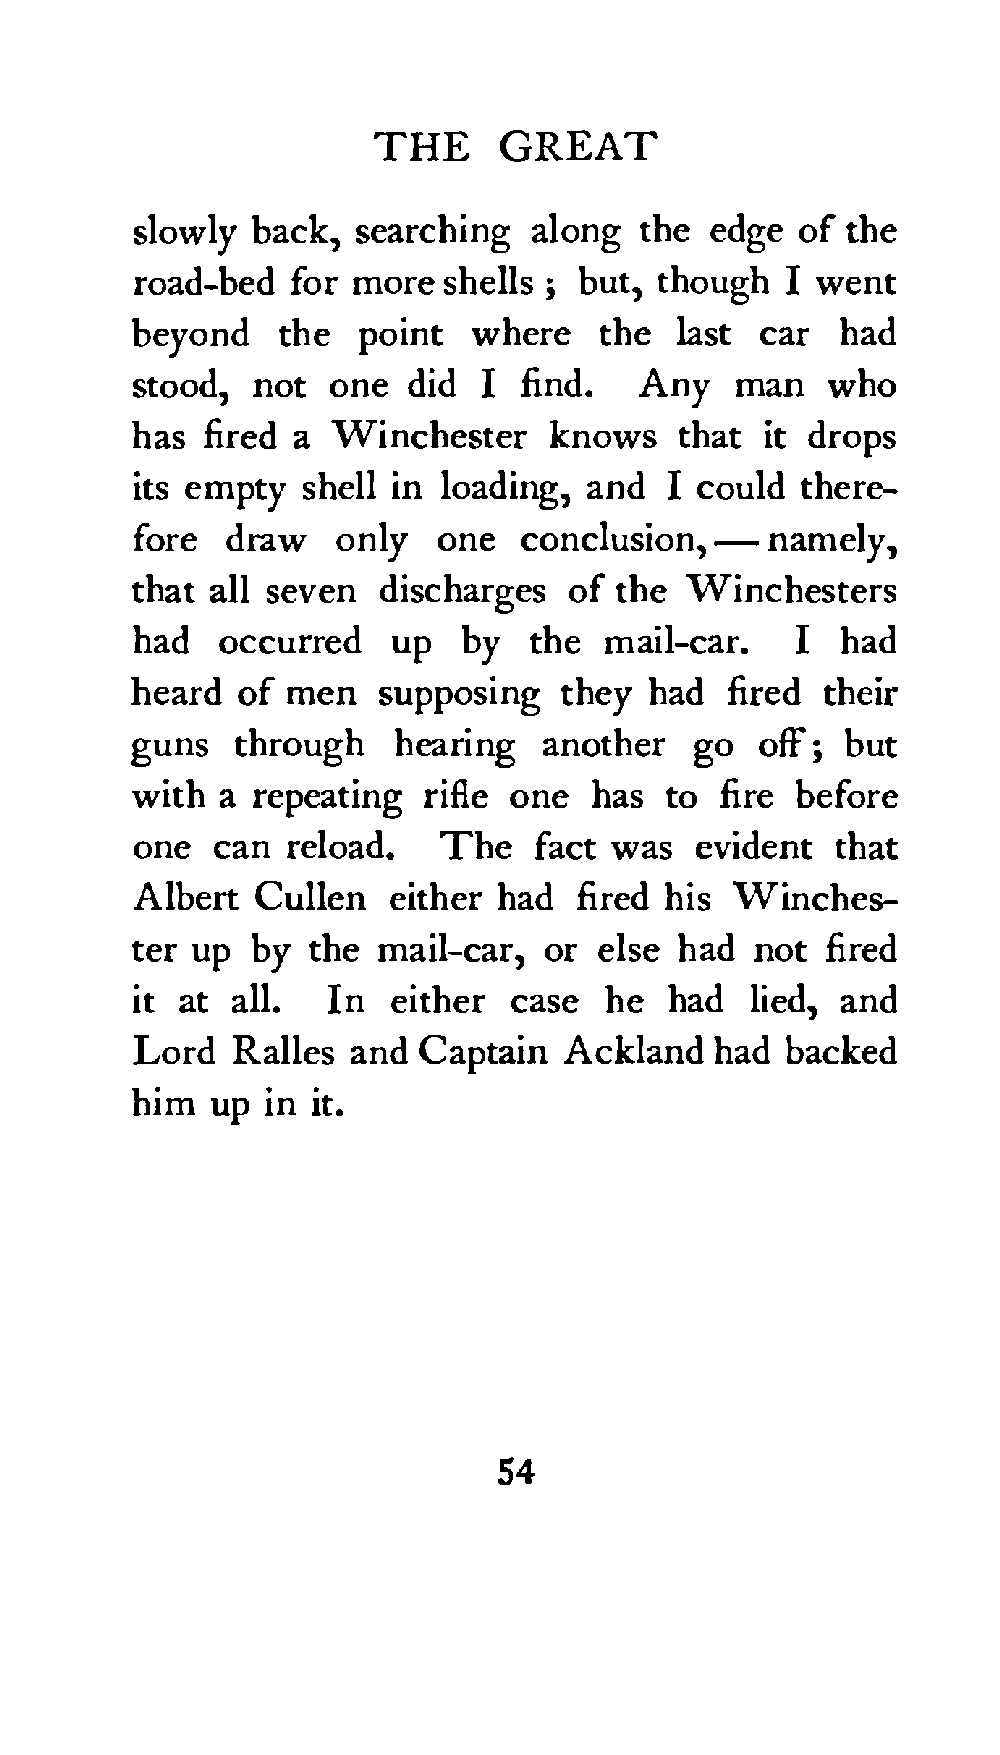 THE GREAT
slowly back, searching along the edge of the
road-bed for more shells ; but, though I went
beyond the point where the last car had
stood, not one did I find. Any man who
has fired a Winchester knows that it drops
its empty shell in loading, and I could there-
fore draw only one conclusion, — namely,
that all seven discharges of the Winchesters
had occurred up by the mail-car. I had
heard of men supposing they had fired their
guns through hearing another go off ; but
with a repeating rifle one has to fire before
one can reload. The fact was evident that
Albert Cullen either had fired his Winches-
ter up by the mail-car, or else had not fired
it at all. In either case he had lied, and
Lord Ralles and Captain Ackland had backed
him up in it.
54